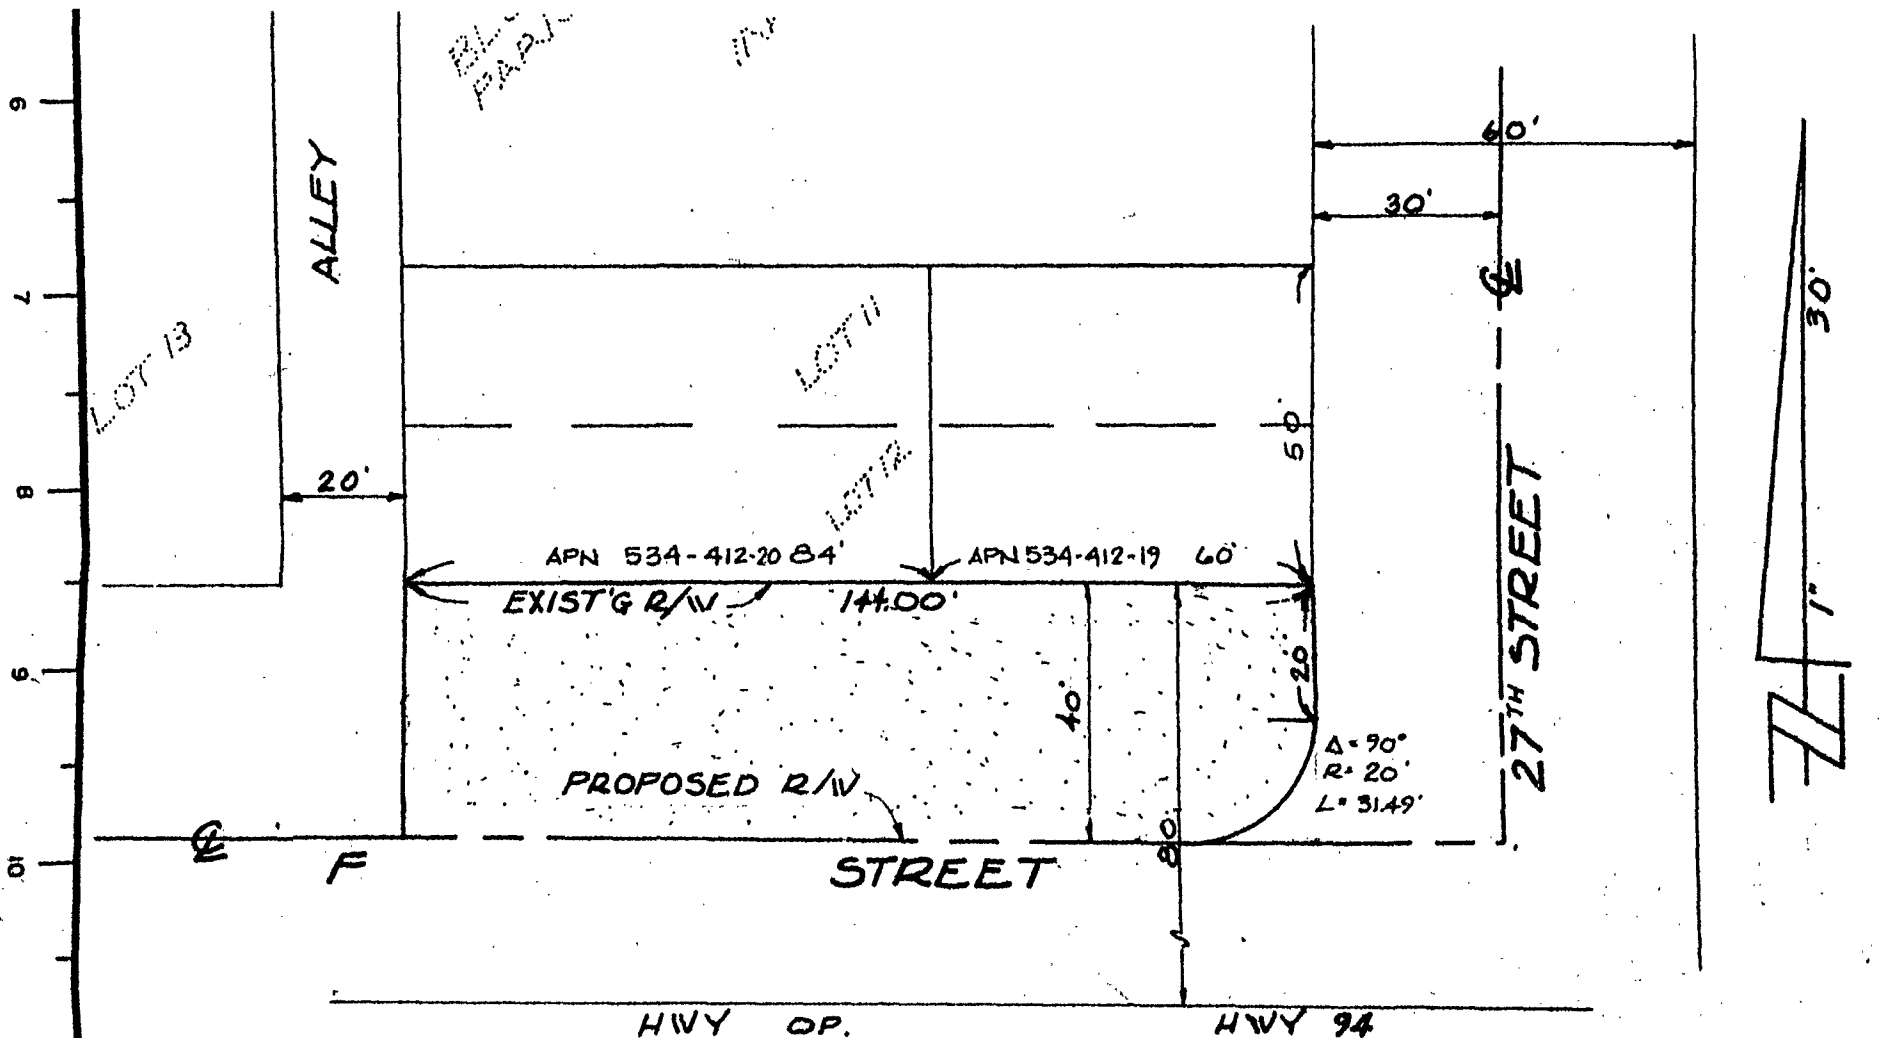 6
7
8
9
10
ALLEY
60'
30'
℄
30'
LOT 13
LOT 11
50'
LOT 12
20'
APN 534-412-20 84'
APN 534-412-19 60'
EXIST'G R/W
144.00'
20'
40'
27TH STREET
1"
Δ=90°
R=20'
L=31.49'
PROPOSED R/W
80'
℄
F STREET
HWY OP.
HWY 94